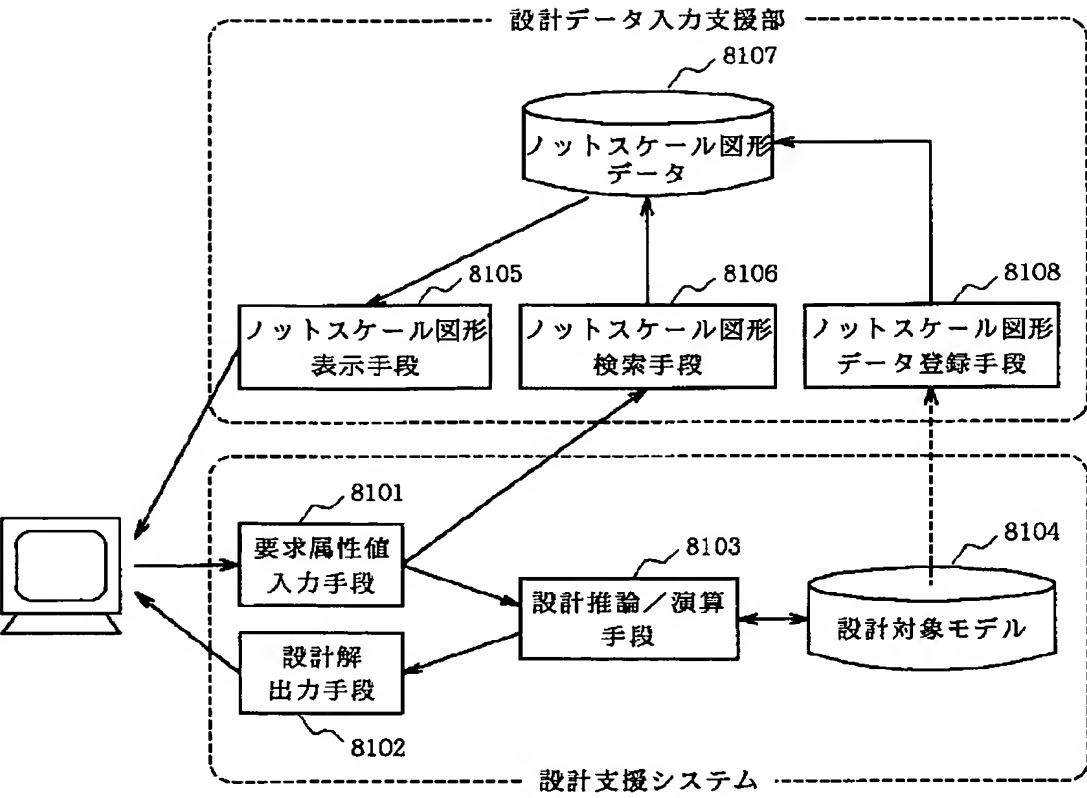 設計データ入力支援部
8107
ノットスケール図形
データ
8105
8106
8108
ノットスケール図形
表示手段
ノットスケール図形
検索手段
ノットスケール図形
データ登録手段
8101
要求属性値
入力手段
8103
設計推論／演算
手段
8104
設計対象モデル
設計解
出力手段
8102
設計支援システム